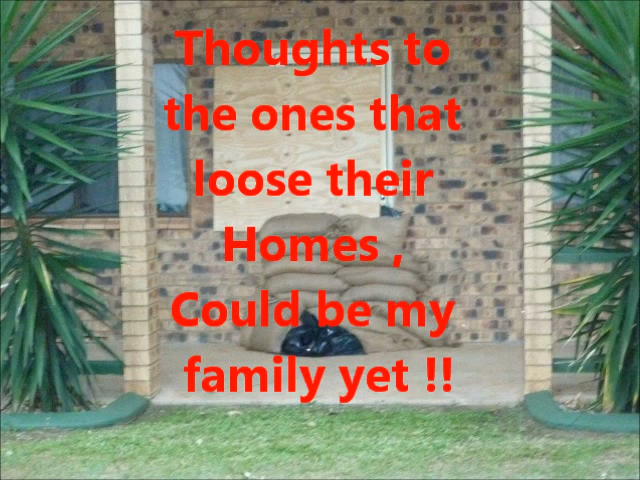 Thoughts to
the ones that
loose their
Homes ,
Could be my
family yet !!